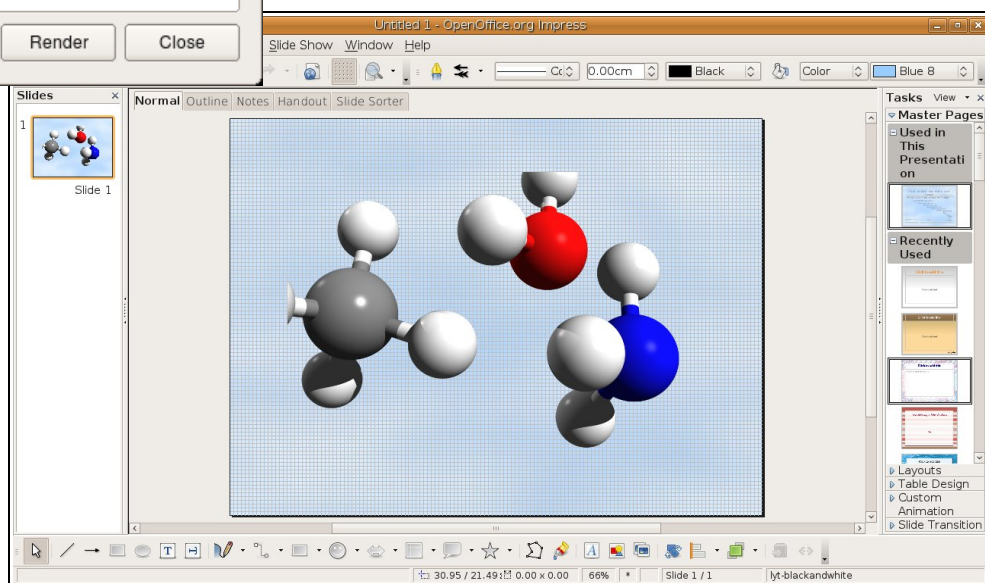 Render Close
Untitled 1 - OpenOffice.org Impress
Slide Show Window Help
0.00cm Black Color Blue 8
Slides
Normal Outline Notes Handout Slide Sorter
Tasks View
1
Slide 1
Master Pages
Used in
This
Presentati
on
Recently
Used
Layouts
Table Design
Custom
Animation
Slide Transition
30.95 / 21.49 0.00 x 0.00 66% * Slide 1 / 1 lyt-blackandwhite